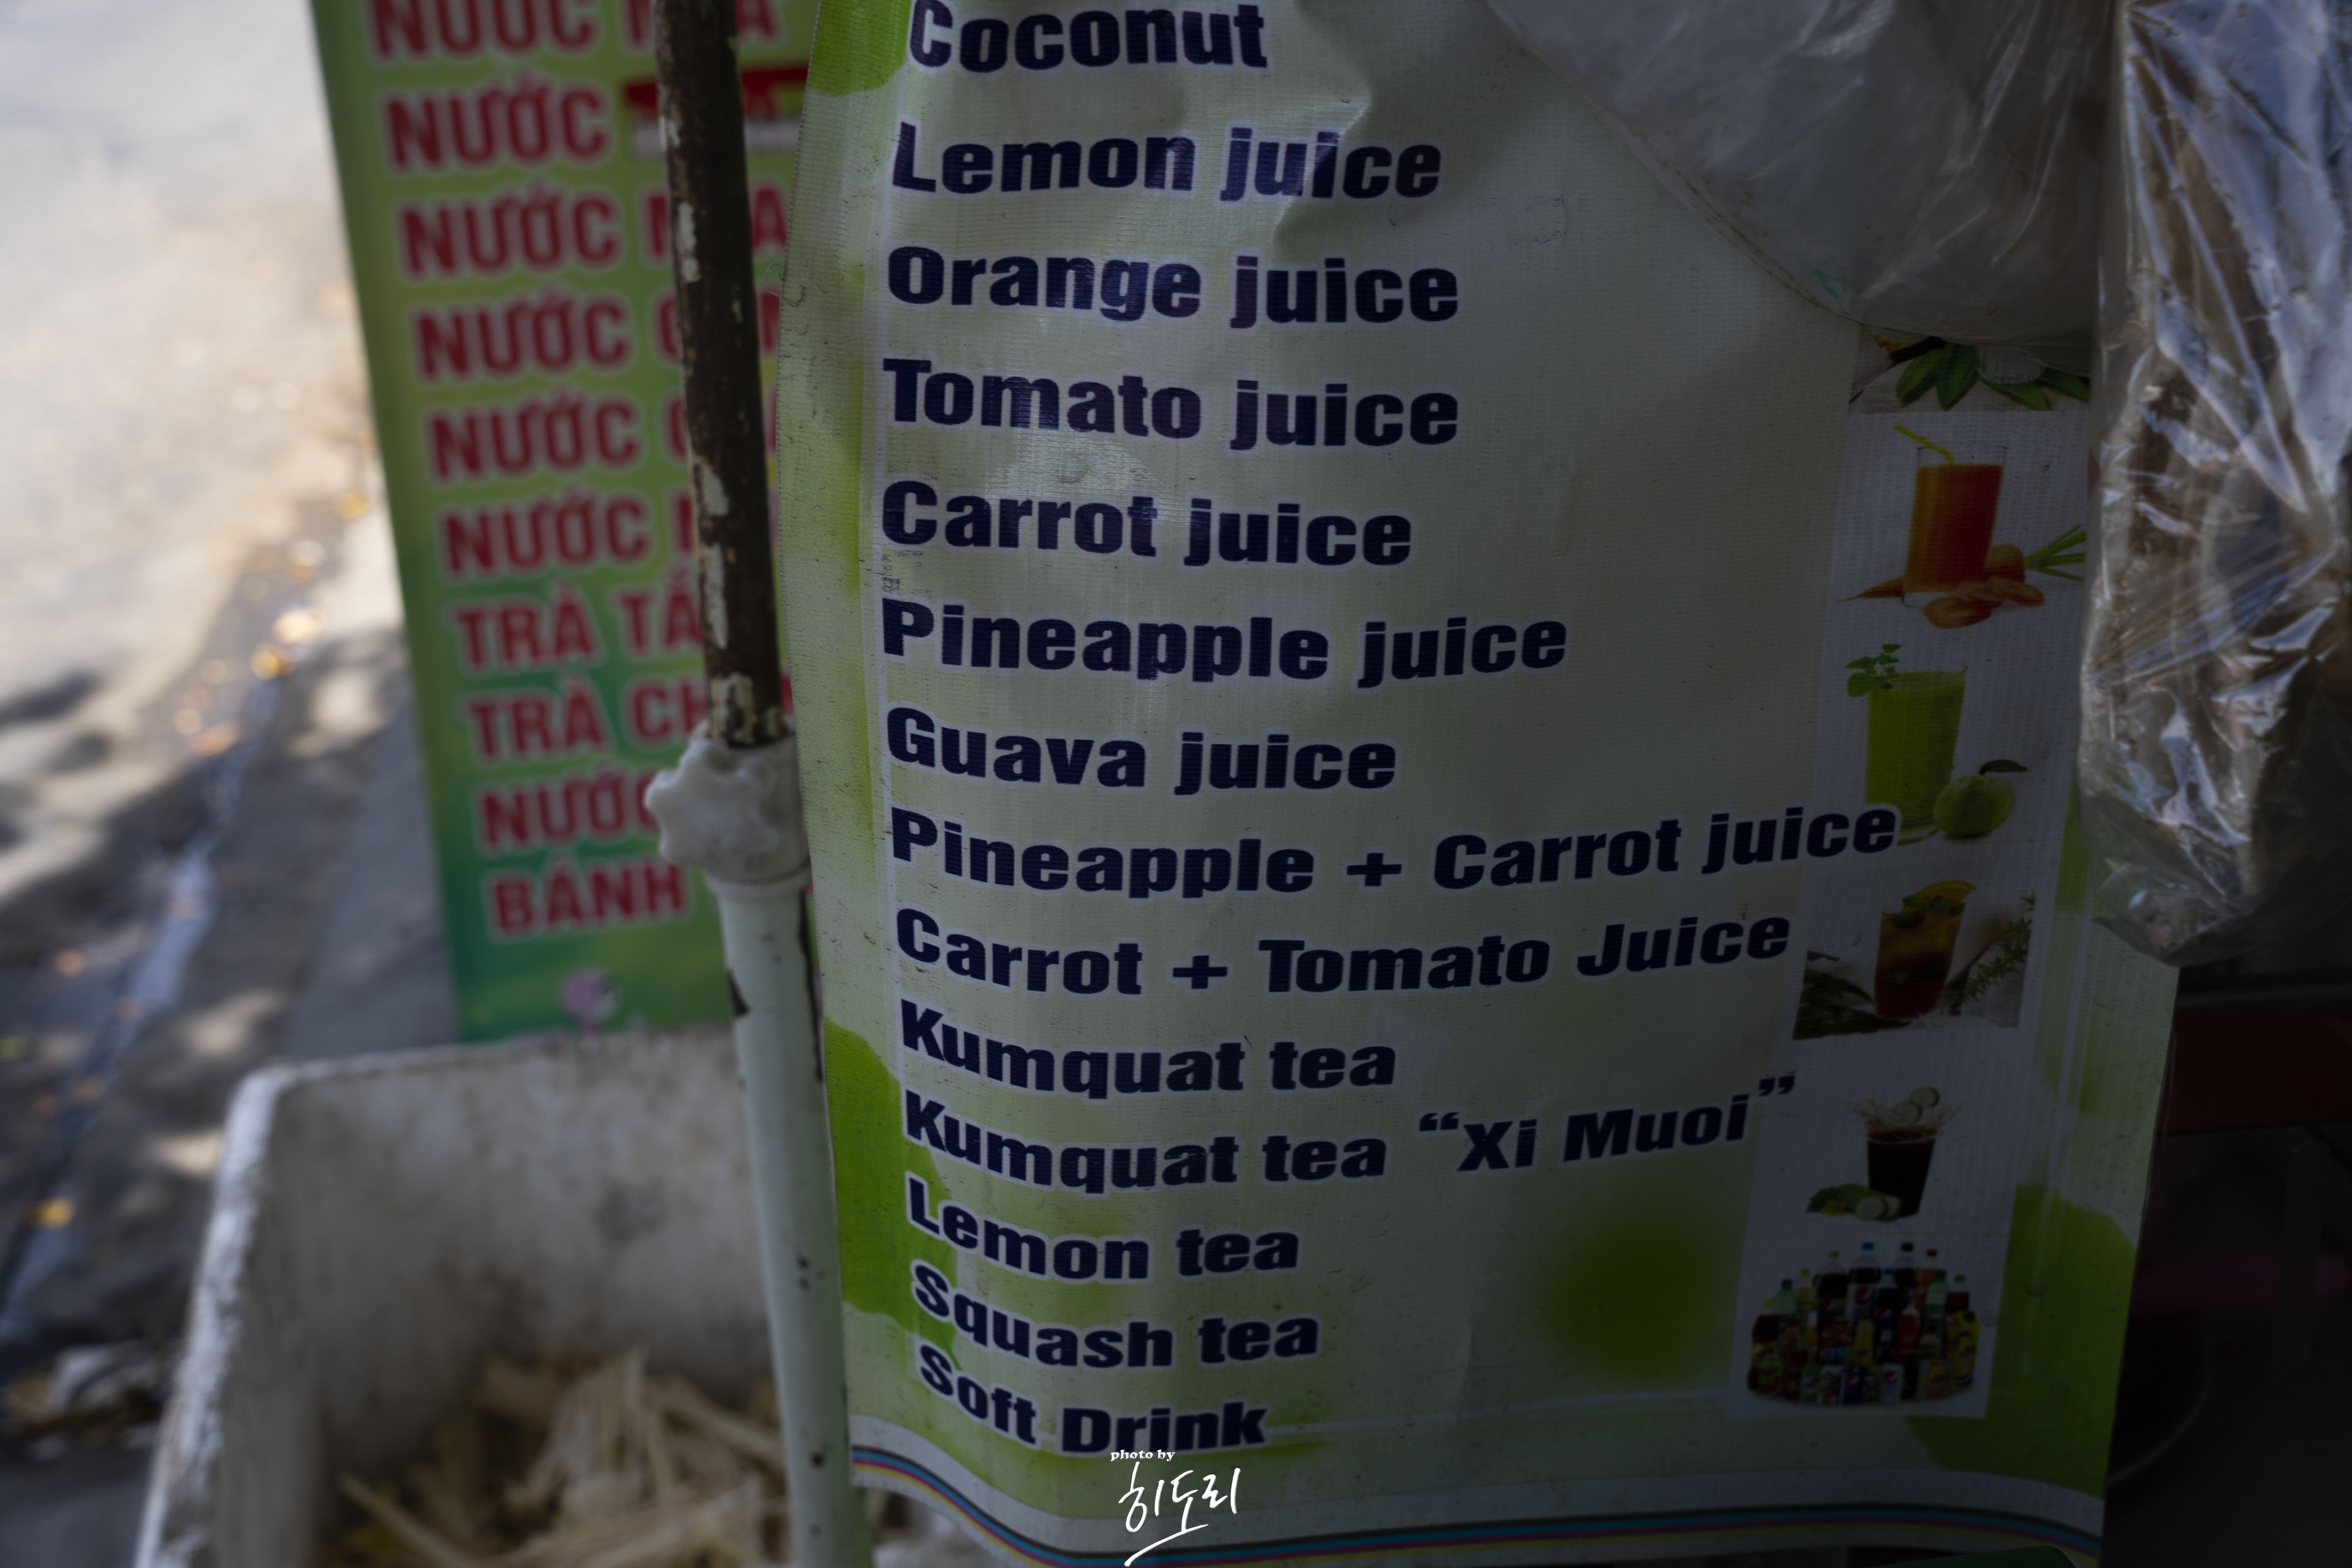 NƯỚC
NƯỚC
NƯỚC
NƯỚC
NƯỚC
NƯỚC
TRÀ
TRÀ
BÁNH
Coconut
Lemon juice
Orange juice
Tomato juice
Carrot juice
Pineapple juice
Guava juice
Pineapple + Carrot juice
Carrot + Tomato Juice
Kumquat tea
Kumquat tea “Xi Muoi”
Lemon tea
Squash tea
Soft Drink
photo by
히도리